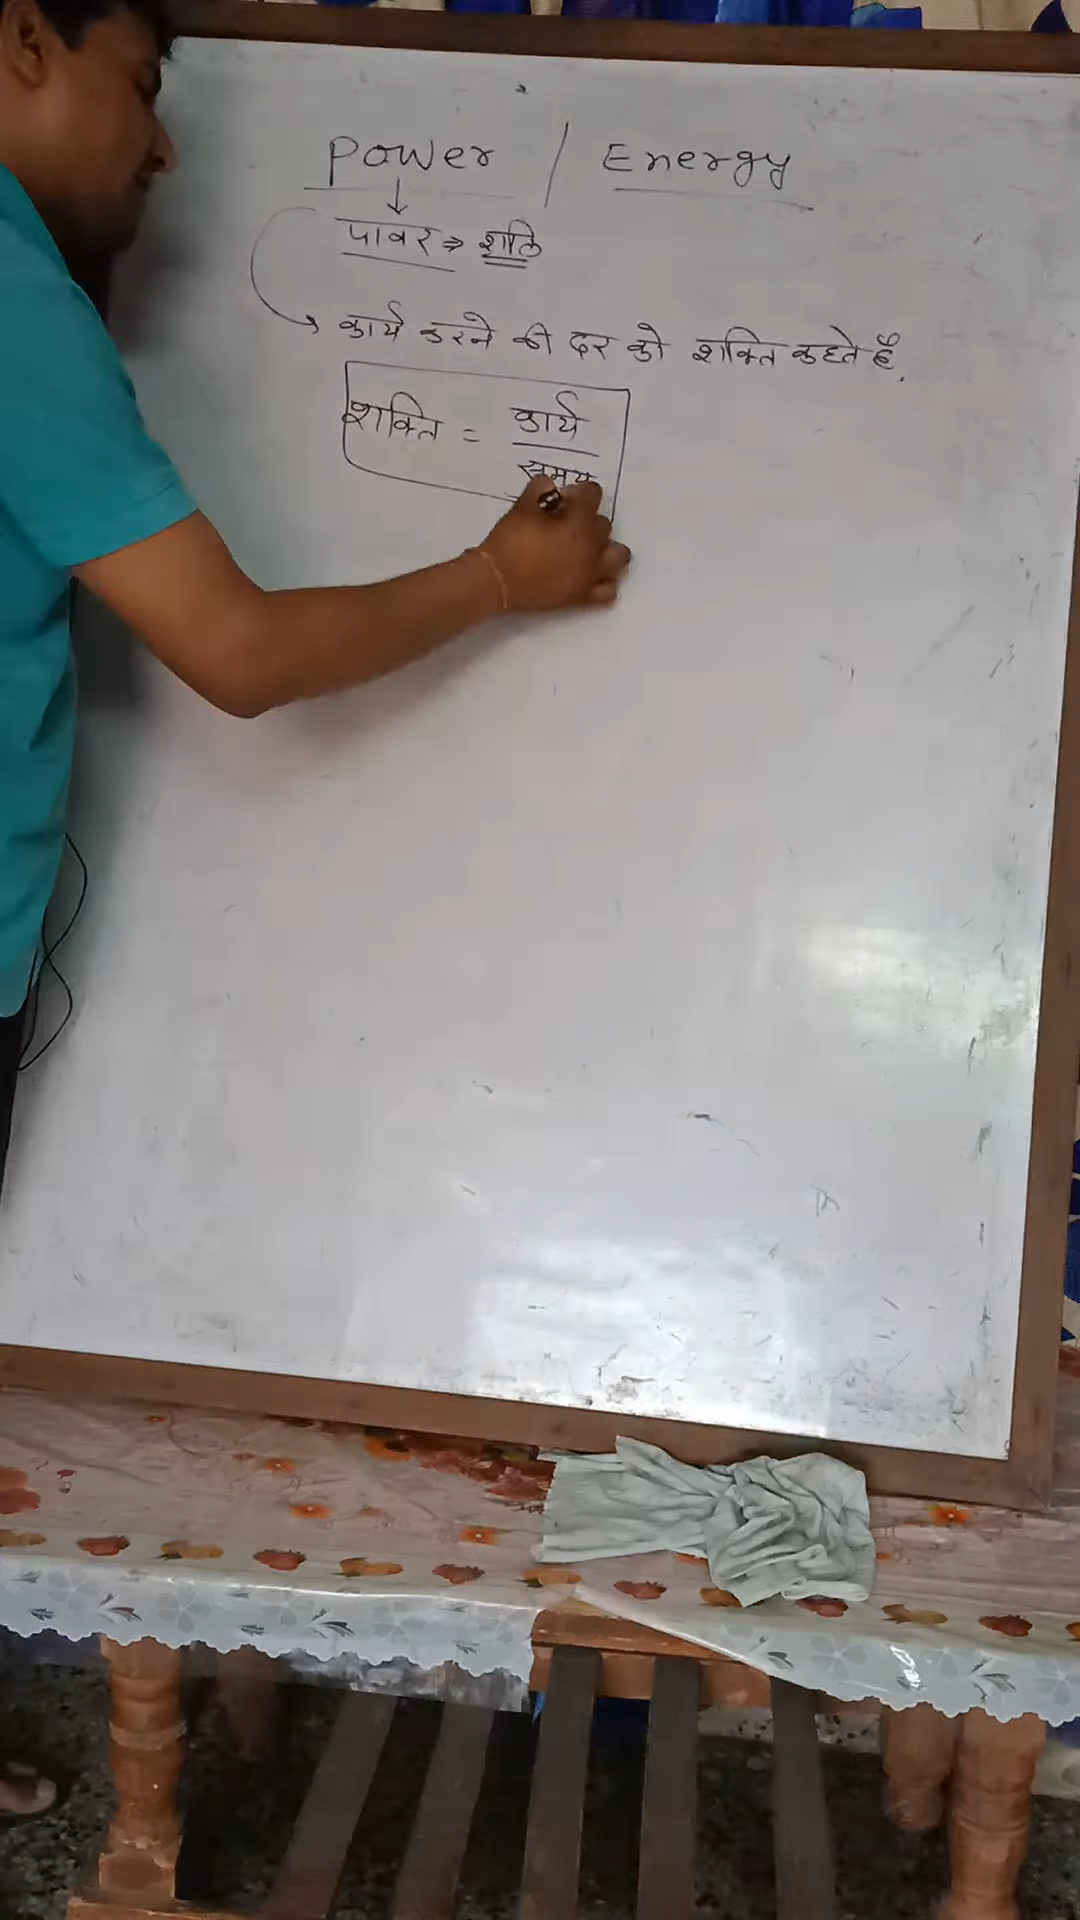 Power / Energy
↓
पावर ⇒ शक्ति
→ कार्य करने की दर को शक्ति कहते हैं.
शक्ति = कार्य
समय